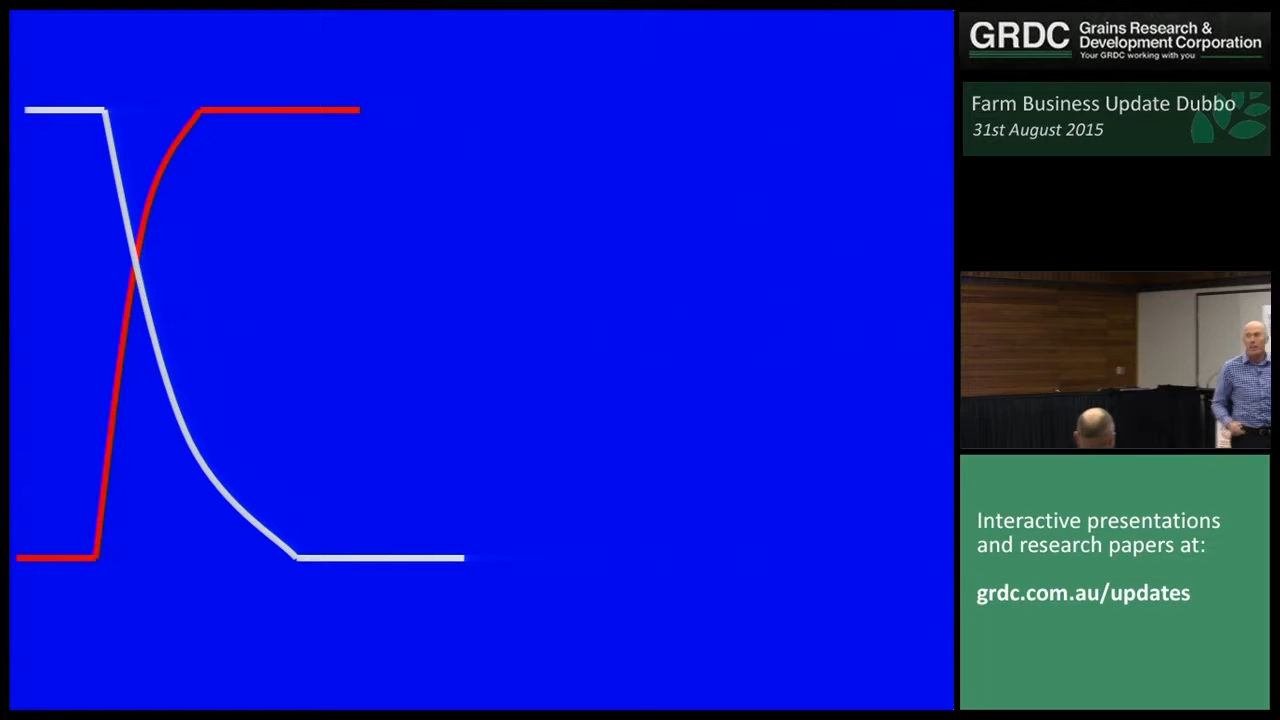 GRDC
Grains Research &
Development Corporation
Your GRDC working with you
Farm Business Update Dubbo
31st August 2015
Interactive presentations
and research papers at:
grdc.com.au/updates